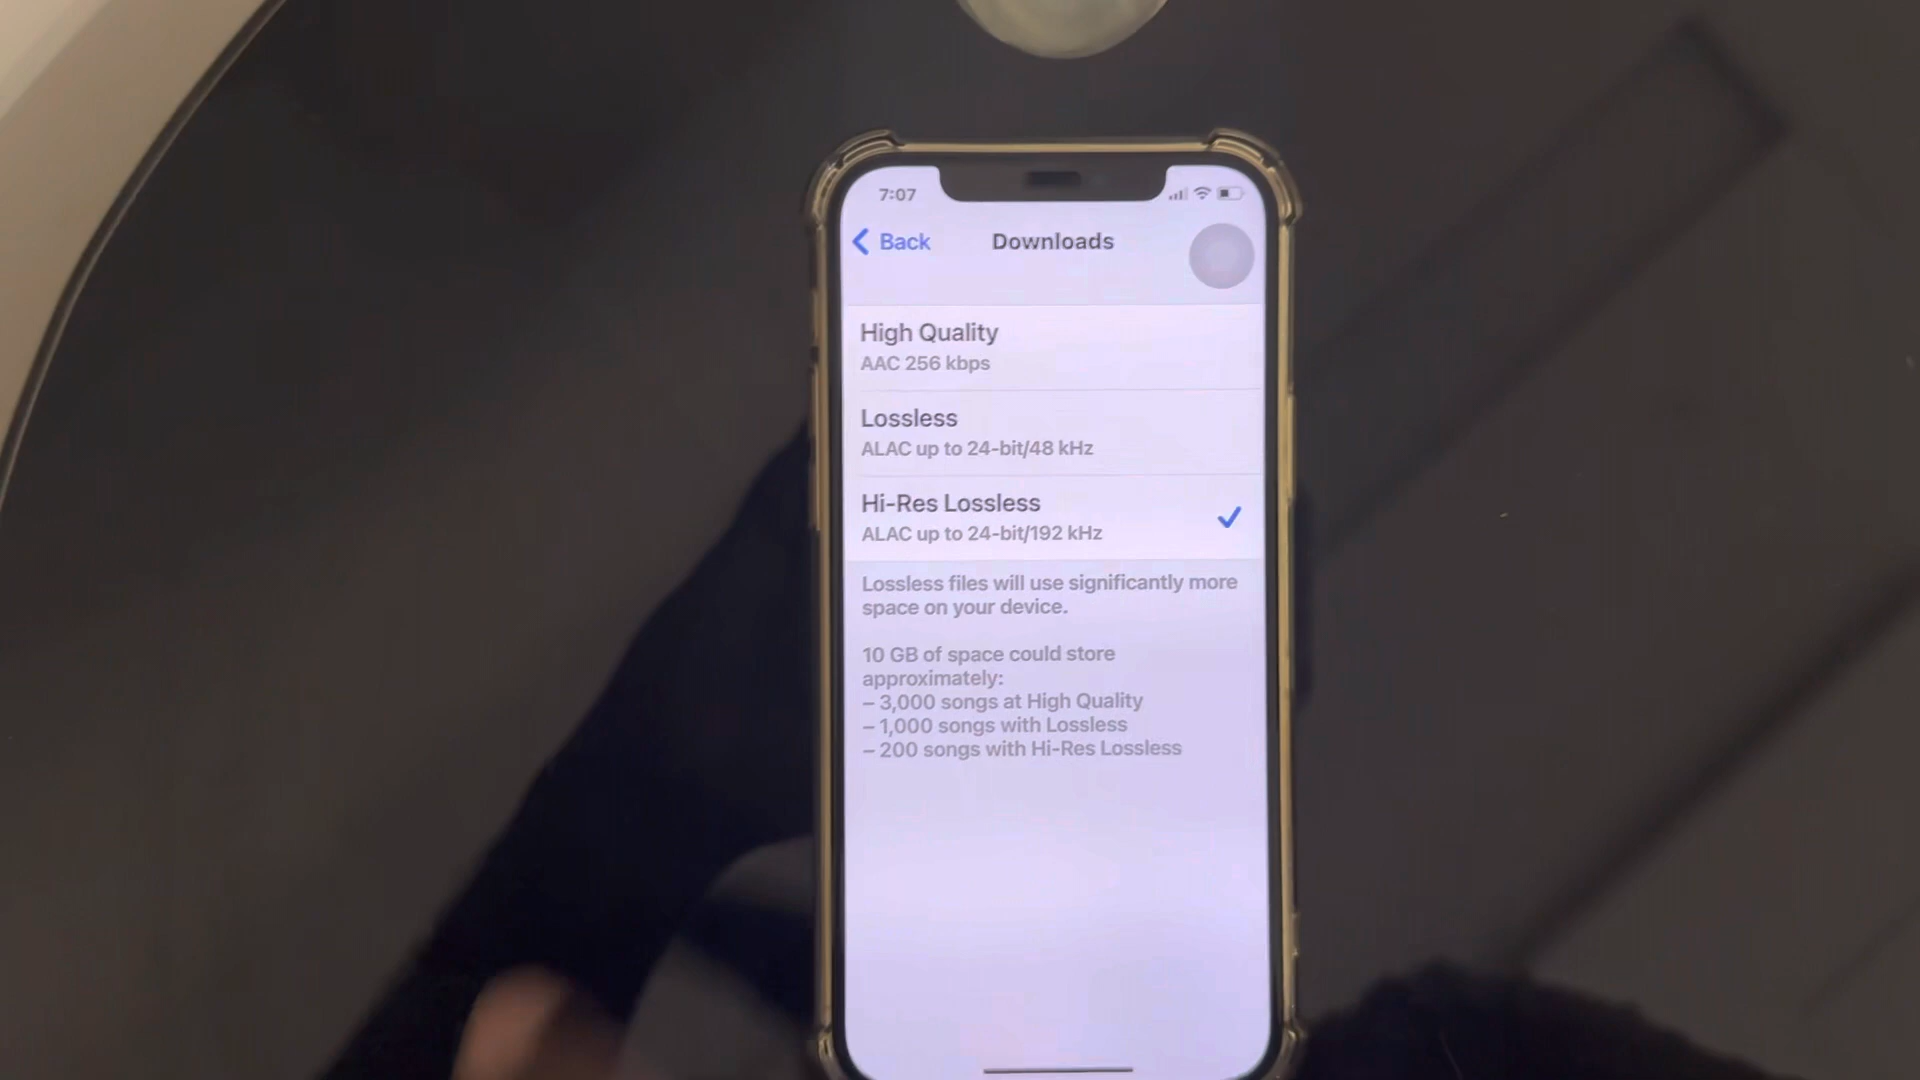 7:07
Back
Downloads
High Quality
AAC 256 kbps
Lossless
ALAC up to 24-bit/48 kHz
Hi-Res Lossless
ALAC up to 24-bit/192 kHz
Lossless files will use significantly more
space on your device.
10 GB of space could store
approximately:
– 3,000 songs at High Quality
– 1,000 songs with Lossless
– 200 songs with Hi-Res Lossless